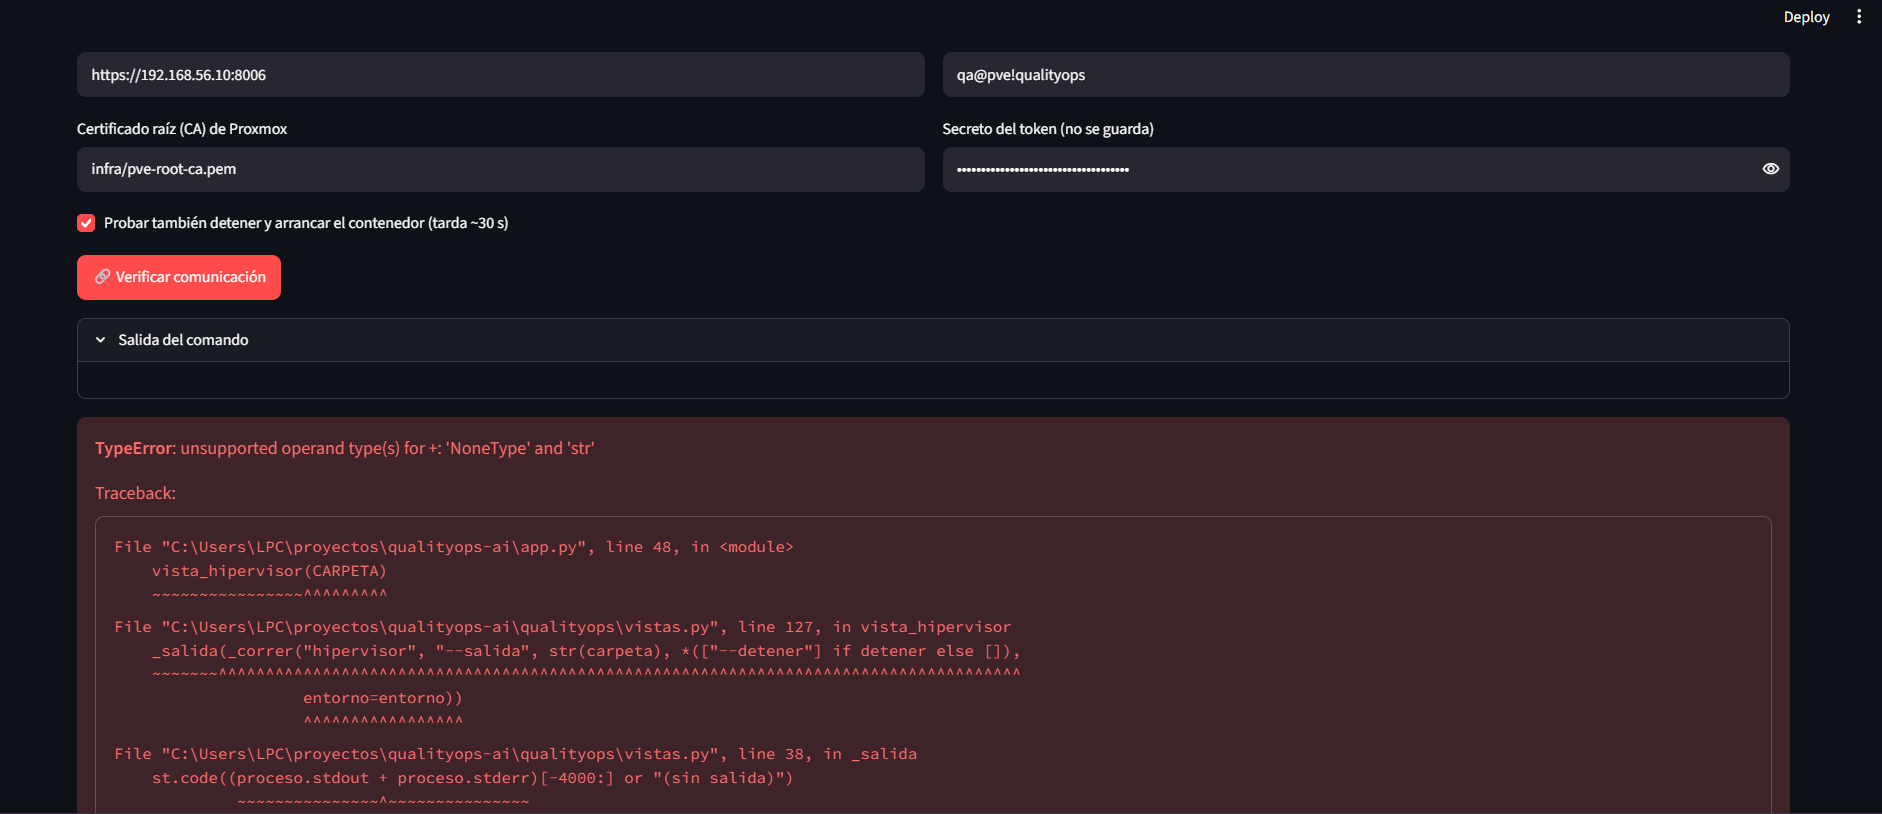 Deploy
https://192.168.56.10:8006
qa@pve!qualityops
Certificado raíz (CA) de Proxmox
Secreto del token (no se guarda)
infra/pve-root-ca.pem
••••••••••••••••••••••••••••••••••••
Probar también detener y arrancar el contenedor (tarda ~30 s)
🔗 Verificar comunicación
Salida del comando
TypeError: unsupported operand type(s) for +: 'NoneType' and 'str'
Traceback:
File "C:\Users\LPC\proyectos\qualityops-ai\app.py", line 48, in <module>
    vista_hipervisor(CARPETA)
    ~~~~~~~~~~~~~~~~^^^^^^^^^
File "C:\Users\LPC\proyectos\qualityops-ai\qualityops\vistas.py", line 127, in vista_hipervisor
    _salida(_correr("hipervisor", "--salida", str(carpeta), *(["--detener"] if detener else []),
    ~~~~~~~^^^^^^^^^^^^^^^^^^^^^^^^^^^^^^^^^^^^^^^^^^^^^^^^^^^^^^^^^^^^^^^^^^^^^^^^^^^^^^^^^^^^^
                    entorno=entorno))
                    ^^^^^^^^^^^^^^^^^
File "C:\Users\LPC\proyectos\qualityops-ai\qualityops\vistas.py", line 38, in _salida
    st.code((proceso.stdout + proceso.stderr)[-4000:] or "(sin salida)")
             ~~~~~~~~~~~~~~~^~~~~~~~~~~~~~~~